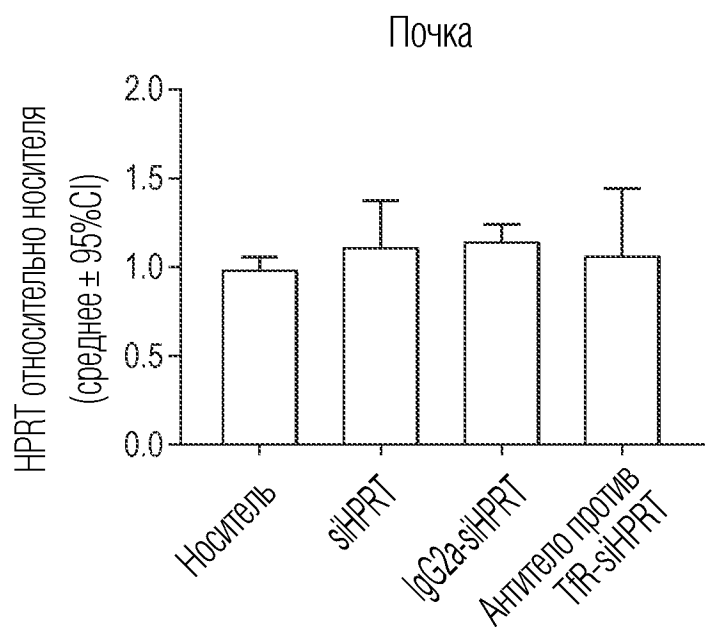 Почка
HPRT относительно носителя
(среднее ± 95%CI)
2.0
1.5
1.0
0.5
0.0
Носитель
siHPRT
IgG2a-siHPRT
Антитело против
TfR-siHPRT